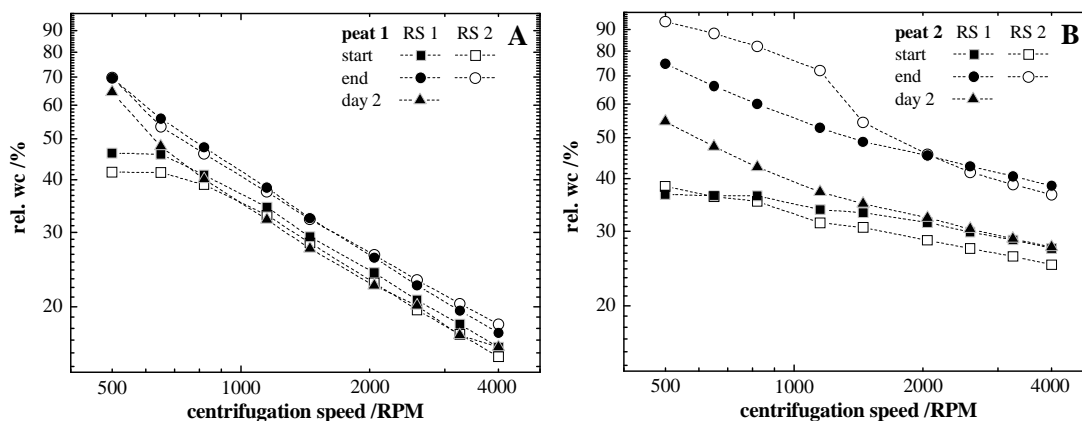 peat 1 RS 1 RS 2 A
start
end
day 2
90
80
70
60
50
40
30
20
rel. wc /%
500 1000 2000 4000
centrifugation speed /RPM
peat 2 RS 1 RS 2 B
start
end
day 2
90
80
70
60
50
40
30
20
rel. wc /%
500 1000 2000 4000
centrifugation speed /RPM